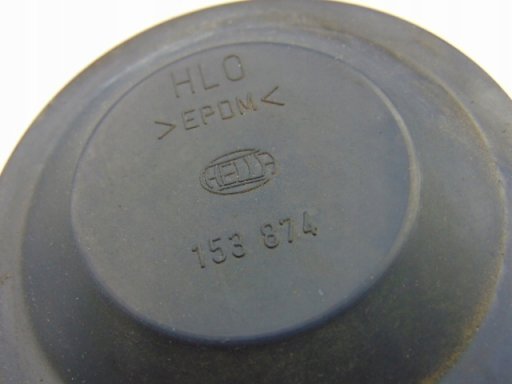 HLO
>EPDM<
HELLA
153 874